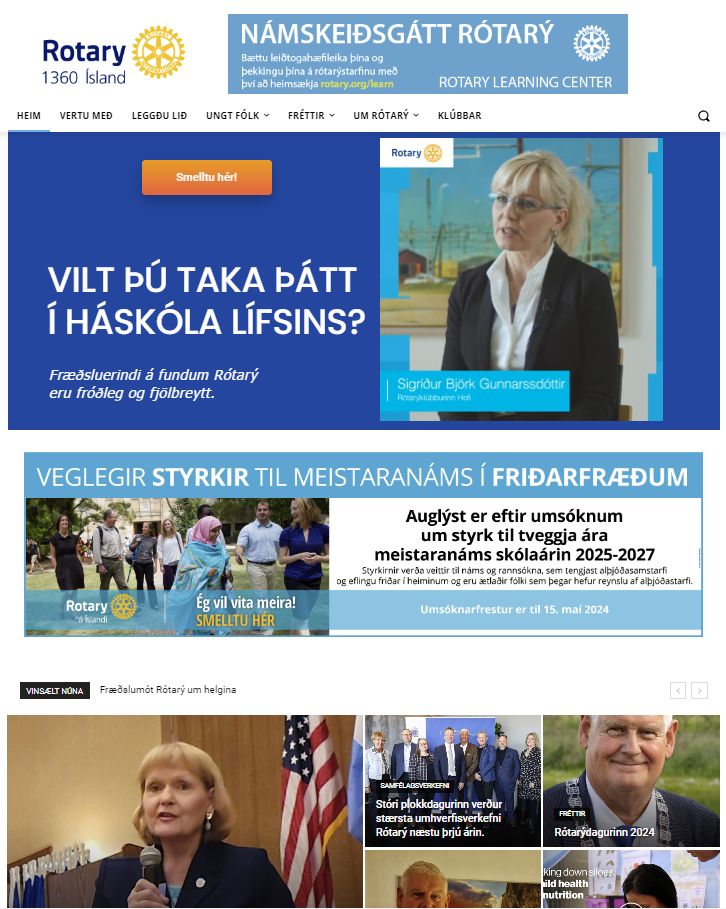 Rotary
1360 Ísland
NÁMSKEIÐSGÁTT RÓTARÝ
Bættu leiðtogahæfileika þína og
þekkingu þína á rótarýstarfinu með
því að heimsækja rotary.org/learn
ROTARY LEARNING CENTER
HEIM VERTU MEÐ LEGGÐU LIÐ UNGT FÓLK FRÉTTIR UM RÓTARÝ KLÚBBAR
Smelltu hér!
Rotary
VILT ÞÚ TAKA ÞÁTT
Í HÁSKÓLA LÍFSINS?
Fræðsluerindi á fundum Rótarý
eru fróðleg og fjölbreytt.
Sigríður Björk Gunnarssdóttir
Rótarýklúbburinn Hofi
VEGLEGIR STYRKIR TIL MEISTARANÁMS Í FRIÐARFRÆÐUM
Auglýst er eftir umsóknum
um styrk til tveggja ára
meistaranáms skólaárin 2025-2027
Styrkirnir verða veittir til náms og rannsókna, sem tengjast alþjóðasamstarfi
og eflingu friðar í heiminum og eru ætlaðir fólki sem þegar hefur reynslu af alþjóðastarfi.
Rotary
á Íslandi
Ég vil vita meira!
SMELLTU HÉR
Umsóknarfrestur er til 15. maí 2024
VINSÆLT NÚNA
Fræðslumót Rótarý um helgina
SAMFÉLAGSVERKEFNI
Stóri plokkdagurinn verður
stærsta umhverfisverkefni
Rótarý næstu þrjú árin.
FRÉTTIR
Rótarýdagurinn 2024
king down siloes
ild health
nutrition